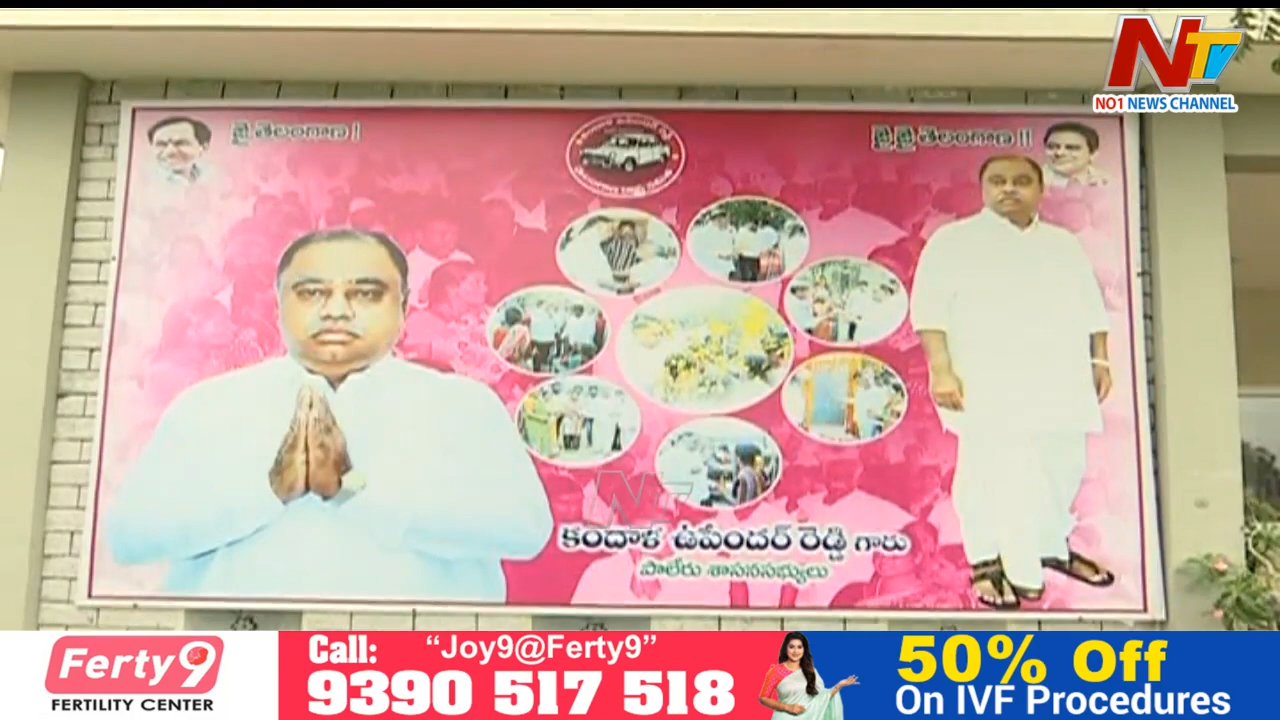 NTV
NO1 NEWS CHANNEL
జై తెలంగాణ !
జై జై తెలంగాణ !!
కందాళ ఉపేందర్ రెడ్డి గారు
పాలేరు శాసనసభ్యులు
Ferty9
FERTILITY CENTER
Call: “Joy9@Ferty9”
9390 517 518
50% Off
On IVF Procedures